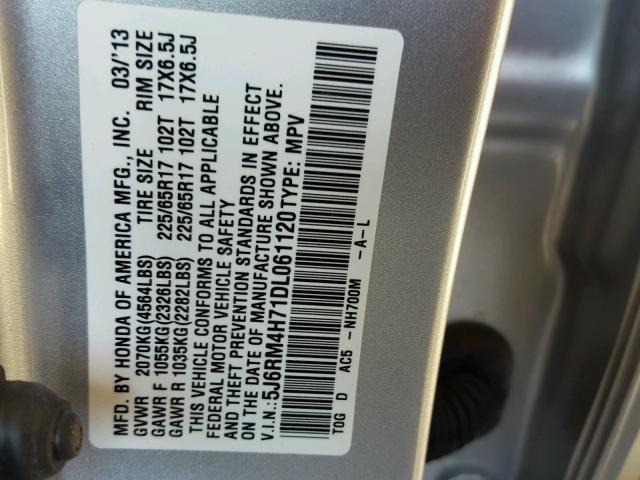 MFD. BY HONDA OF AMERICA MFG., INC. 03/'13
GVWR 2070KG(4564LBS) TIRE SIZE RIM SIZE
GAWR F 1055KG(2326LBS) 225/65R17 102T 17X6.5J
GAWR R 1035KG(2282LBS) 225/65R17 102T 17X6.5J
THIS VEHICLE CONFORMS TO ALL APPLICABLE
FEDERAL MOTOR VEHICLE SAFETY
AND THEFT PREVENTION STANDARDS IN EFFECT
ON THE DATE OF MANUFACTURE SHOWN ABOVE.
V.I.N.:5J6RM4H71DL061120 TYPE: MPV
TOG D AC5 -NH700M -A-L